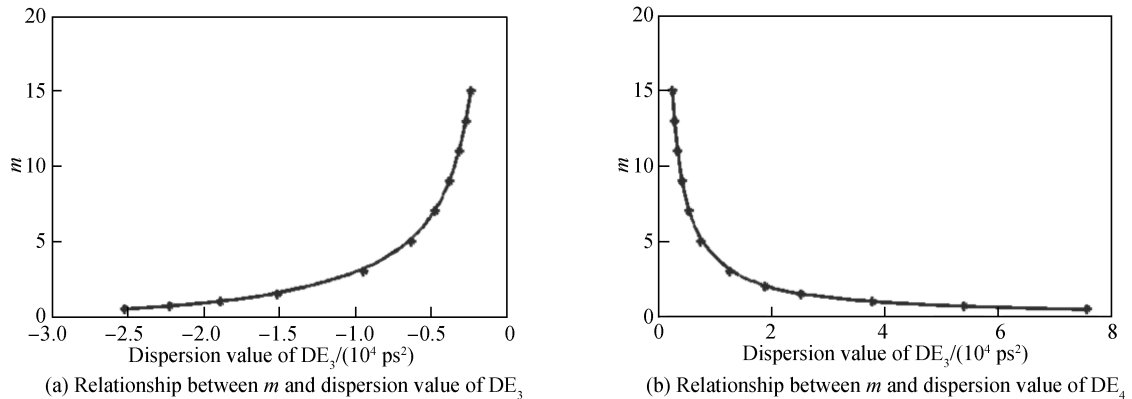 20
15
10
5
0
m
−3.0 −2.5 −2.0 −1.5 −1.0 −0.5 0
Dispersion value of DE₃/(10⁴ ps²)
(a) Relationship between m and dispersion value of DE₃
20
15
10
5
0
m
0 2 4 6 8
Dispersion value of DE₃/(10⁴ ps²)
(b) Relationship between m and dispersion value of DE₄